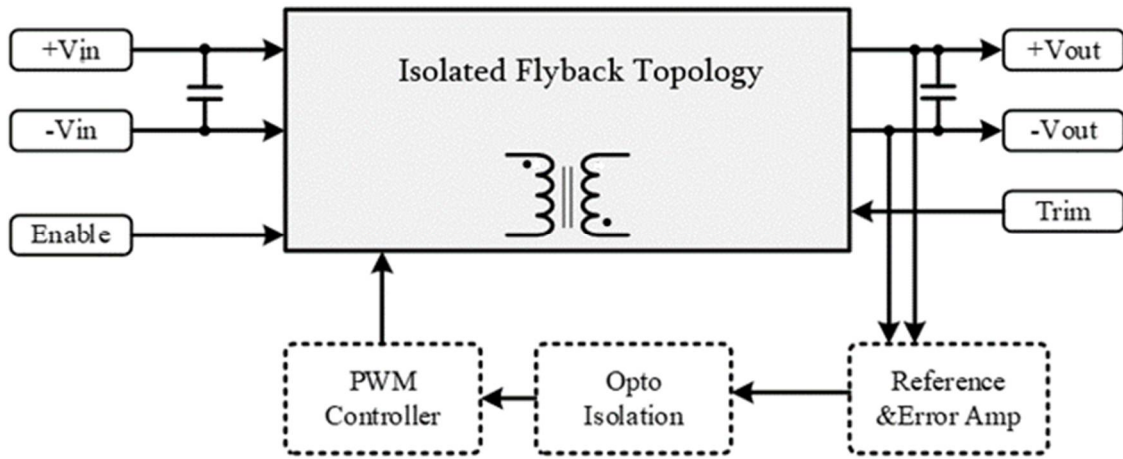 +Vin
Isolated Flyback Topology
+Vout
-Vin
-Vout
Enable
Trim
PWM
Controller
Opto
Isolation
Reference
&Error Amp